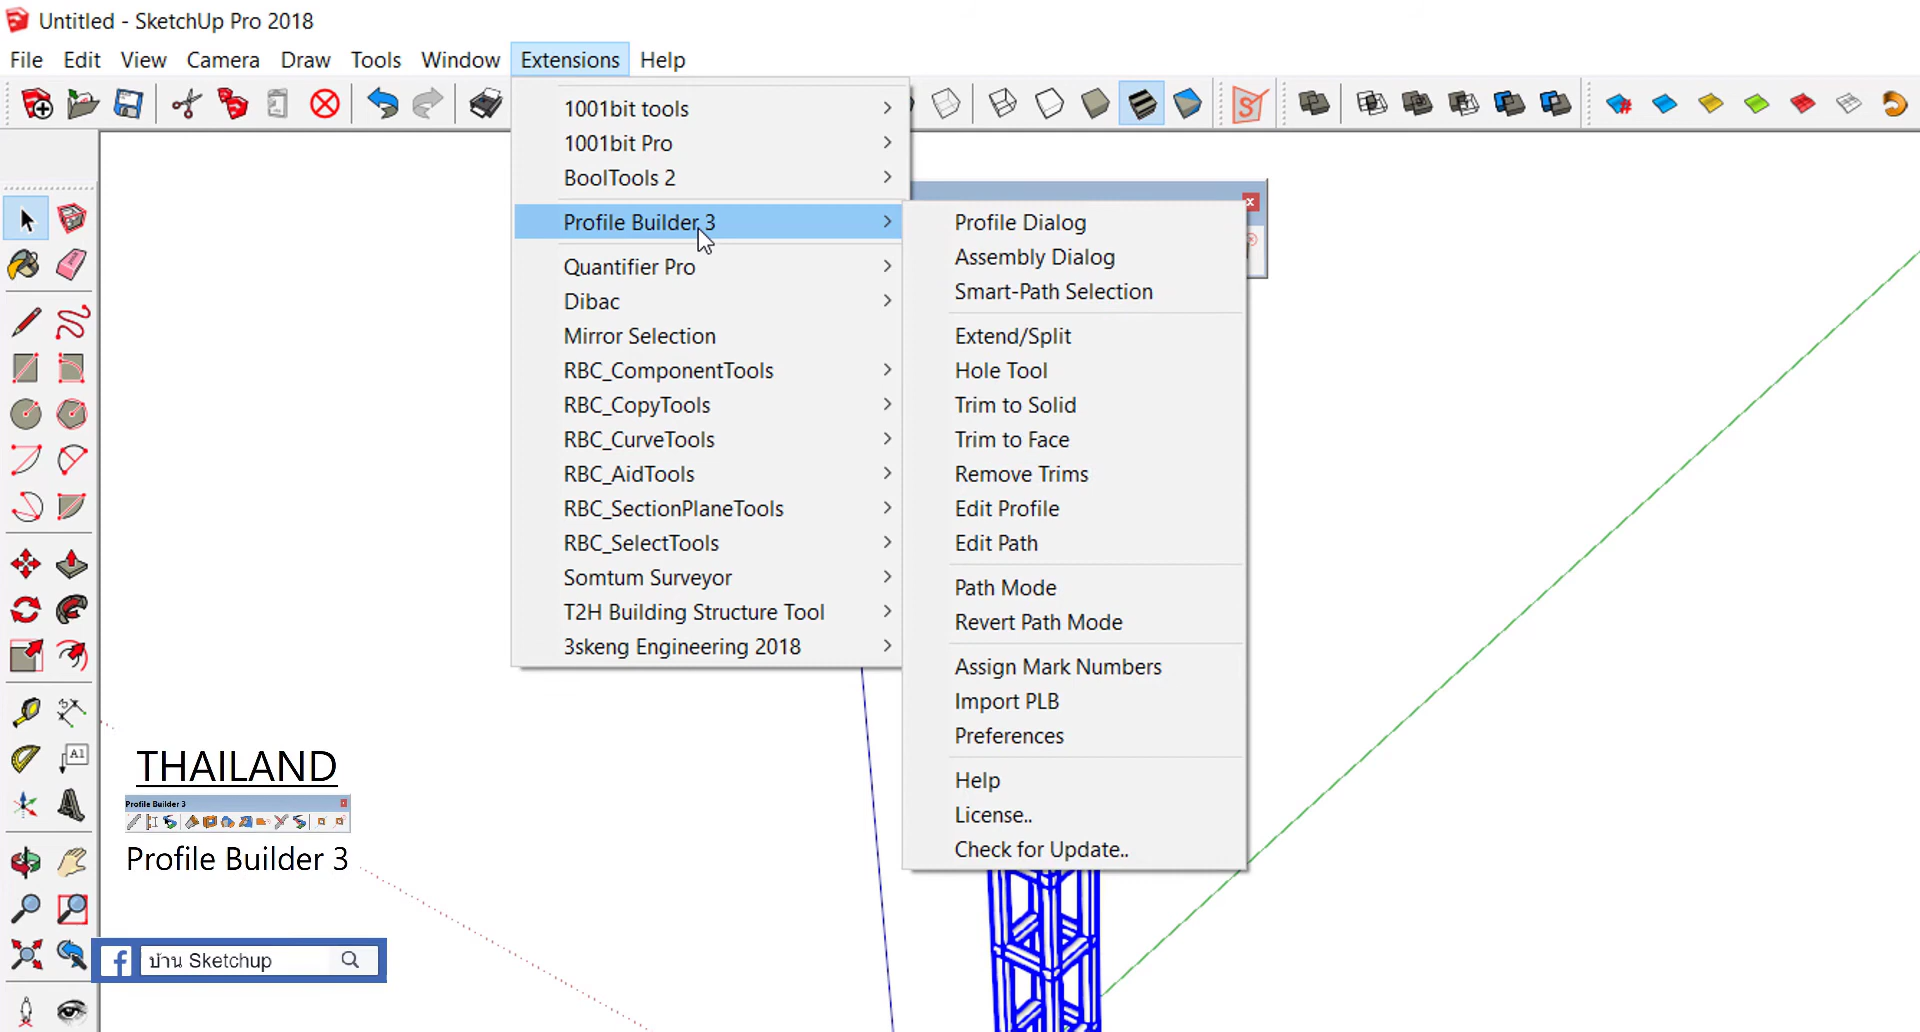 Untitled - SketchUp Pro 2018
File Edit View Camera Draw Tools Window Extensions Help
1001bit tools
1001bit Pro
BoolTools 2
Profile Builder 3
Quantifier Pro
Dibac
Mirror Selection
RBC_ComponentTools
RBC_CopyTools
RBC_CurveTools
RBC_AidTools
RBC_SectionPlaneTools
RBC_SelectTools
Somtum Surveyor
T2H Building Structure Tool
3skeng Engineering 2018
Profile Dialog
Assembly Dialog
Smart-Path Selection
Extend/Split
Hole Tool
Trim to Solid
Trim to Face
Remove Trims
Edit Profile
Edit Path
Path Mode
Revert Path Mode
Assign Mark Numbers
Import PLB
Preferences
Help
License..
Check for Update..
A1
THAILAND
Profile Builder 3
Profile Builder 3
f
บ้าน Sketchup